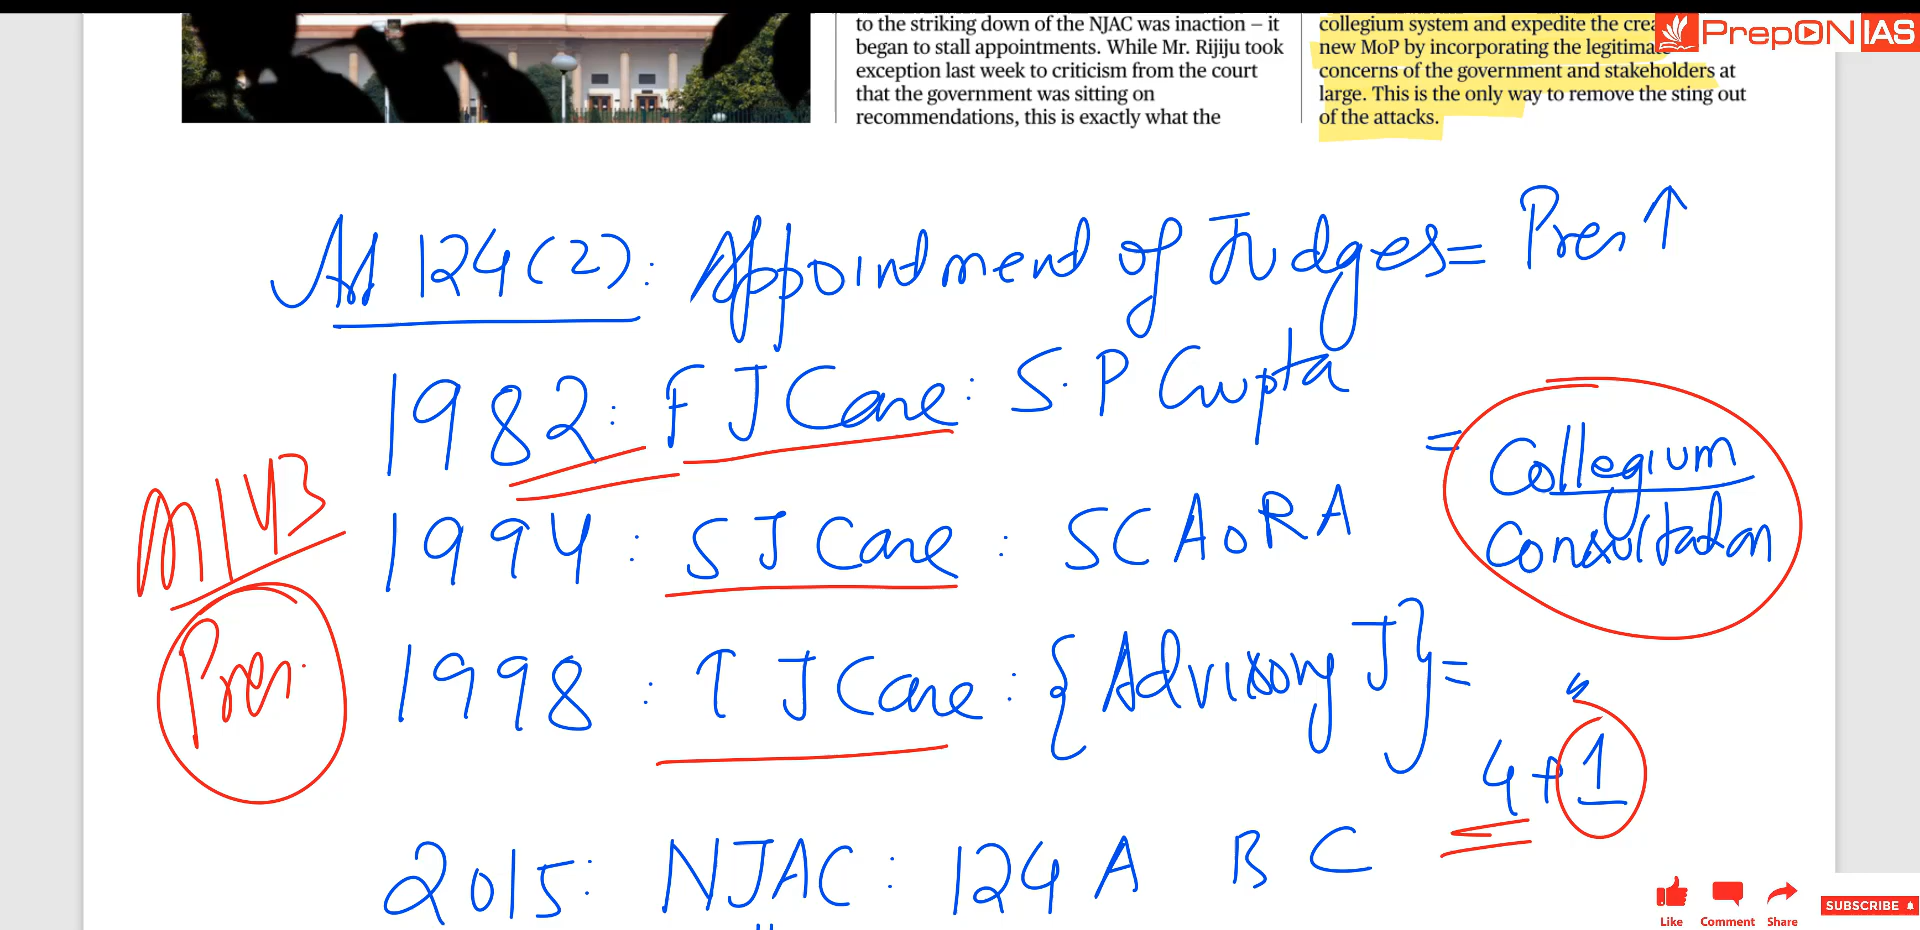 to the striking down of the NJAC was inaction – it
began to stall appointments. While Mr. Rijiju took
exception last week to criticism from the court
that the government was sitting on
recommendations, this is exactly what the
collegium system and expedite the
new MoP by incorporating the legitimate
concerns of the government and stakeholders at
large. This is the only way to remove the sting out
of the attacks.
PrepON IAS
Art 124(2): Appointment of Judges = Pres ↑
1982: FJ Case: S.P Gupta
= Collegium
Consultation
M143
1994: SJ Case: SCAoRA
Pres.
1998: TJ Case: {Advisory J} =
4+1
2015: NJAC: 124 A B C
Like Comment Share
SUBSCRIBE